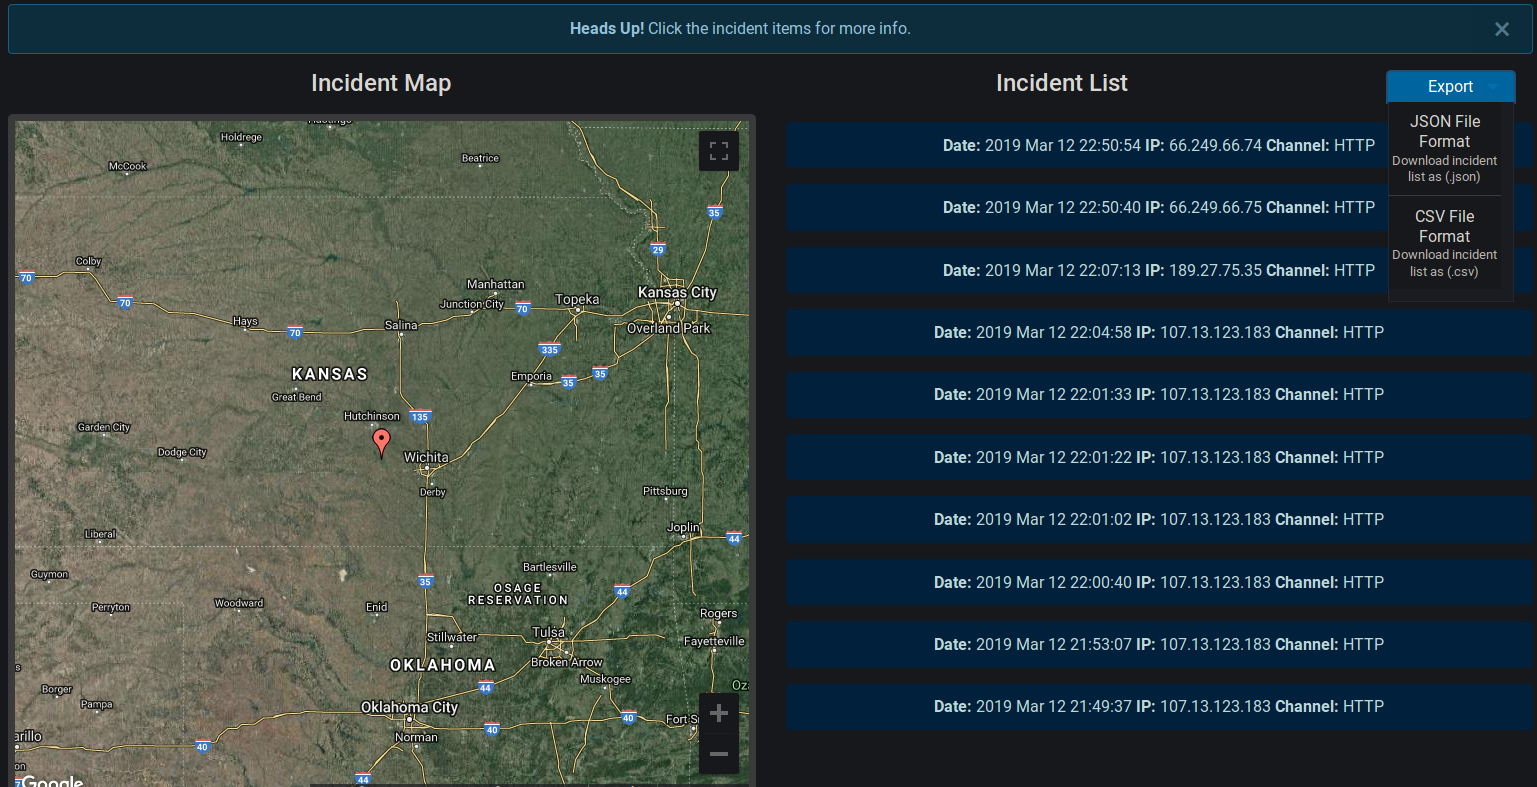 Heads Up! Click the incident items for more info.
×
Incident Map
Incident List
Export
JSON File
Format
Download incident
list as (.json)
CSV File
Format
Download incident
list as (.csv)
Date: 2019 Mar 12 22:50:54 IP: 66.249.66.74 Channel: HTTP
Date: 2019 Mar 12 22:50:40 IP: 66.249.66.75 Channel: HTTP
Date: 2019 Mar 12 22:07:13 IP: 189.27.75.35 Channel: HTTP
Date: 2019 Mar 12 22:04:58 IP: 107.13.123.183 Channel: HTTP
Date: 2019 Mar 12 22:01:33 IP: 107.13.123.183 Channel: HTTP
Date: 2019 Mar 12 22:01:22 IP: 107.13.123.183 Channel: HTTP
Date: 2019 Mar 12 22:01:02 IP: 107.13.123.183 Channel: HTTP
Date: 2019 Mar 12 22:00:40 IP: 107.13.123.183 Channel: HTTP
Date: 2019 Mar 12 21:53:07 IP: 107.13.123.183 Channel: HTTP
Date: 2019 Mar 12 21:49:37 IP: 107.13.123.183 Channel: HTTP
Holdrege
McCook
Beatrice
35
29
Colby
70
70
Manhattan
Junction City
70
Topeka
Kansas City
Overland Park
Hays
70
Salina
335
KANSAS
Emporia
35
35
Great Bend
Hutchinson
135
Garden City
Dodge City
Wichita
Derby
Pittsburg
Liberal
Joplin
44
Guymon
Bartlesville
35
OSAGE
RESERVATION
44
Perryton
Woodward
Enid
Rogers
Stillwater
Tulsa
Fayetteville
OKLAHOMA
Broken Arrow
Muskogee
Borger
44
Oz
Pampa
Oklahoma City
40
Fort S
40
arillo
40
Norman
on
44
Google